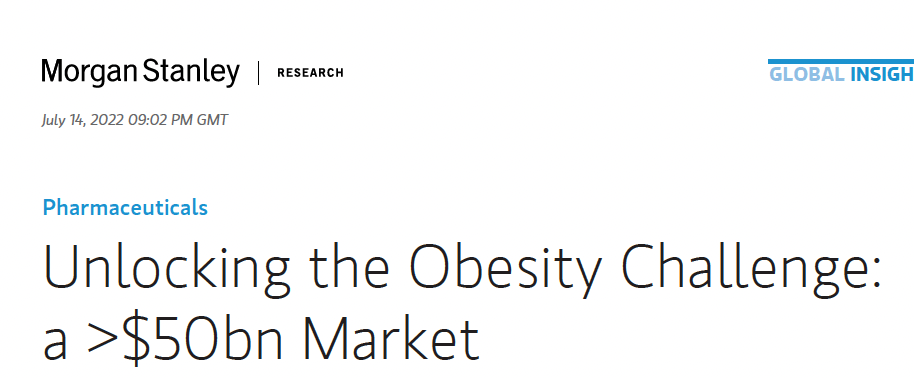 Morgan Stanley | RESEARCH
GLOBAL INSIGH
July 14, 2022 09:02 PM GMT
Pharmaceuticals
Unlocking the Obesity Challenge:
a >$50bn Market